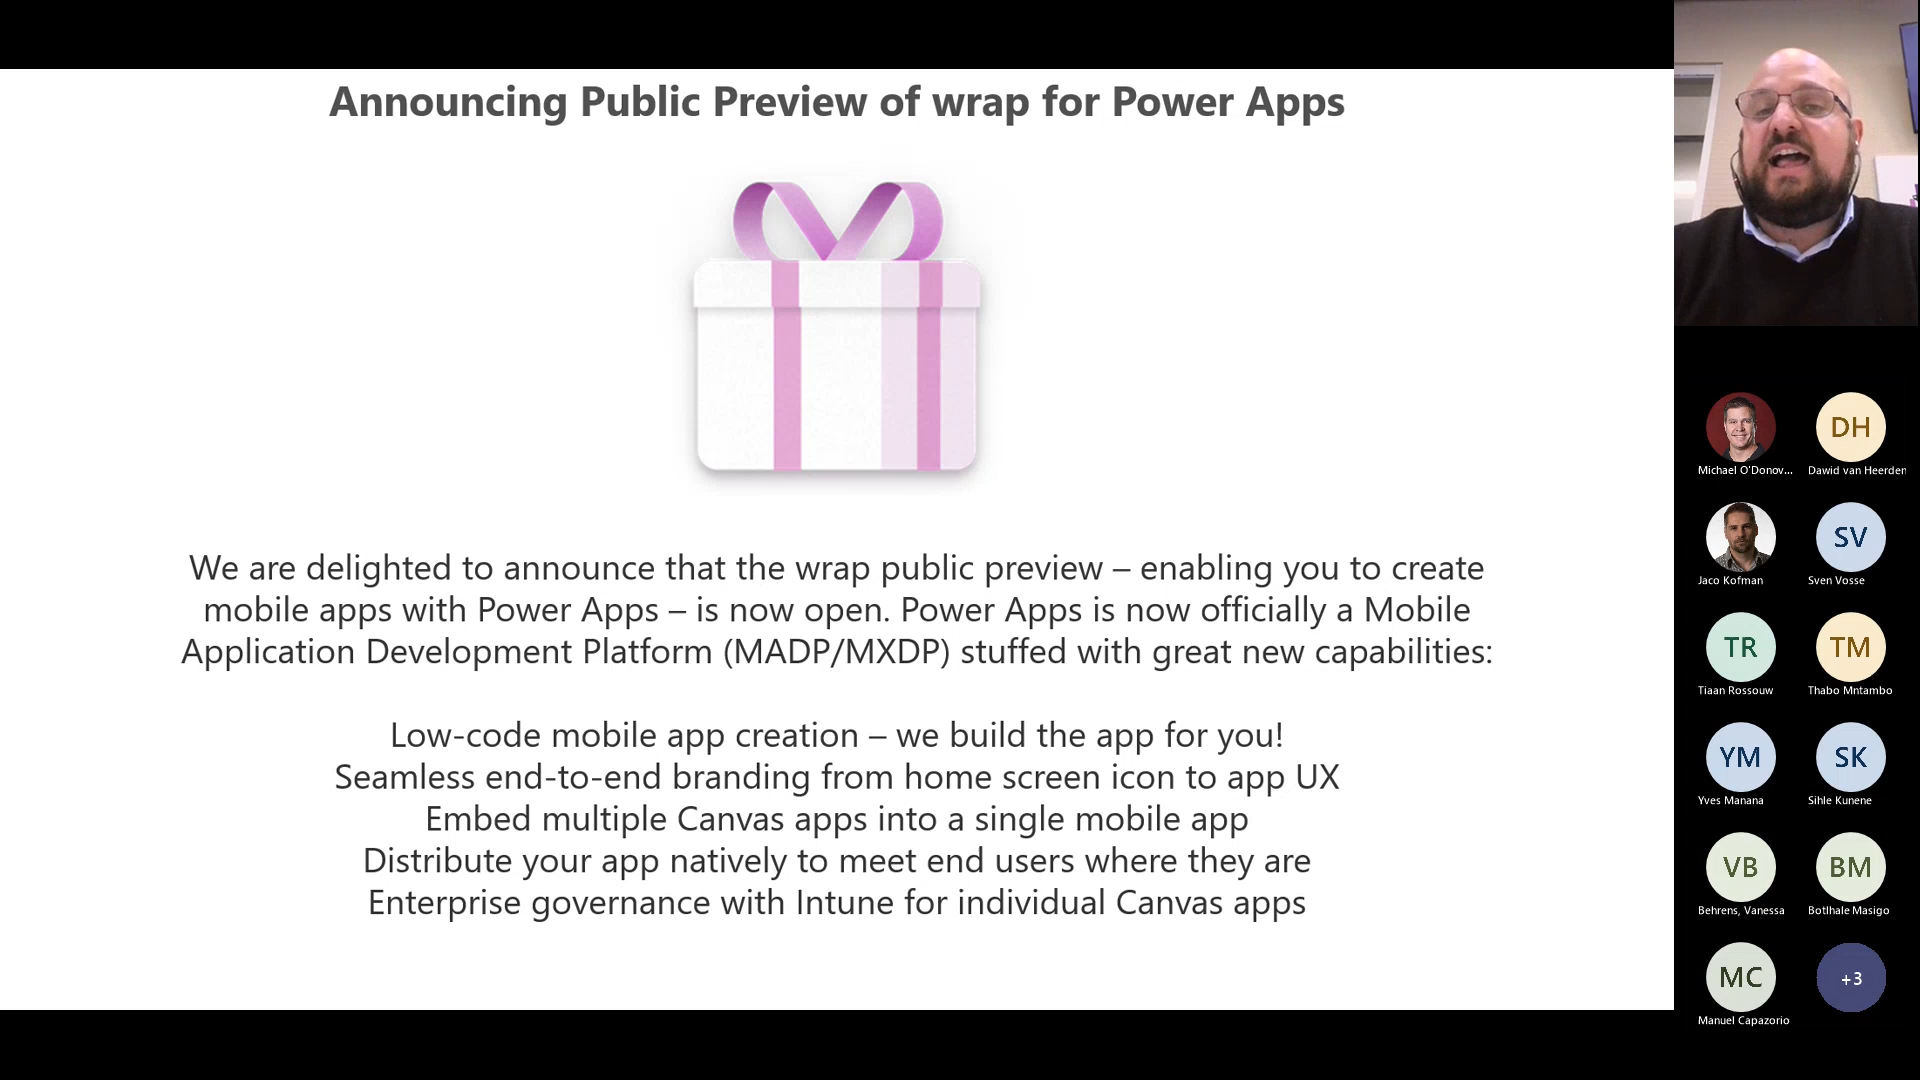 Announcing Public Preview of wrap for Power Apps
We are delighted to announce that the wrap public preview – enabling you to create
mobile apps with Power Apps – is now open. Power Apps is now officially a Mobile
Application Development Platform (MADP/MXDP) stuffed with great new capabilities:
Low-code mobile app creation – we build the app for you!
Seamless end-to-end branding from home screen icon to app UX
Embed multiple Canvas apps into a single mobile app
Distribute your app natively to meet end users where they are
Enterprise governance with Intune for individual Canvas apps
DH
Michael O'Donov...
Dawid van Heerden
SV
Jaco Kofman
Sven Vosse
TR
TM
Tiaan Rossouw
Thabo Mntambo
YM
SK
Yves Manana
Sihle Kunene
VB
BM
Behrens, Vanessa
Botlhale Masigo
MC
+3
Manuel Capazorio